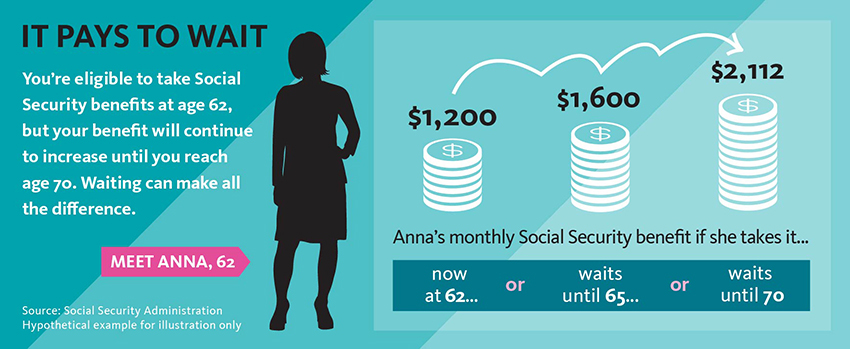 IT PAYS TO WAIT
You're eligible to take Social
Security benefits at age 62,
but your benefit will continue
to increase until you reach
age 70. Waiting can make all
the difference.
MEET ANNA, 62
Source: Social Security Administration
Hypothetical example for illustration only
$1,200
$1,600
$2,112
$
$
$
Anna's monthly Social Security benefit if she takes it...
now
at 62...
or
waits
until 65...
or
waits
until 70